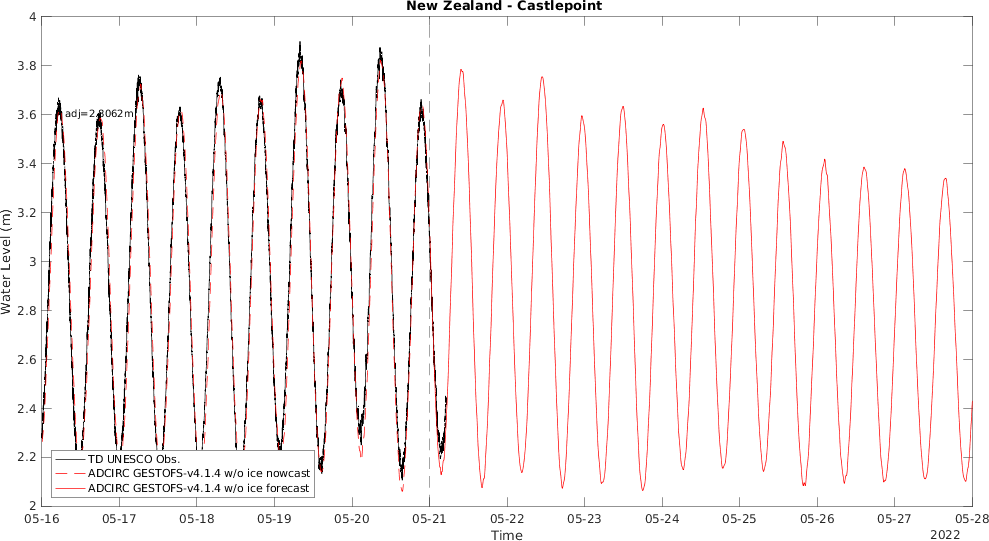 New Zealand - Castlepoint
4
3.8
3.6
3.4
3.2
3
2.8
2.6
2.4
2.2
2
Water Level (m)
adj=2.8062m
TD UNESCO Obs.
ADCIRC GESTOFS-v4.1.4 w/o ice nowcast
ADCIRC GESTOFS-v4.1.4 w/o ice forecast
05-16 05-17 05-18 05-19 05-20 05-21 05-22 05-23 05-24 05-25 05-26 05-27 05-28
Time
2022